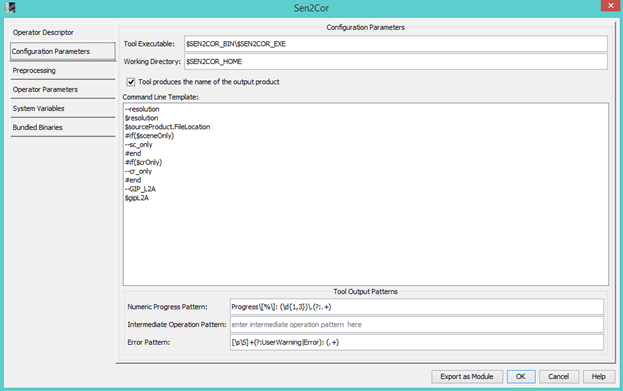 Sen2Cor
Operator Descriptor
Configuration Parameters
Preprocessing
Operator Parameters
System Variables
Bundled Binaries
Configuration Parameters
Tool Executable: $SEN2COR_BIN\$SEN2COR_EXE
Working Directory: $SEN2COR_HOME
Tool produces the name of the output product
Command Line Template:
--resolution
$resolution
$sourceProduct.FileLocation
#if($sceneOnly)
--sc_only
#end
#if($crOnly)
--cr_only
#end
--GIP_L2A
$gipL2A
Tool Output Patterns
Numeric Progress Pattern: Progress\[%\]: (\d{1,3})\,(?:.+)
Intermediate Operation Pattern: enter intermediate operation pattern here
Error Pattern: [\s\S]+(?:UserWarning|Error): (.+)
Export as Module OK Cancel Help